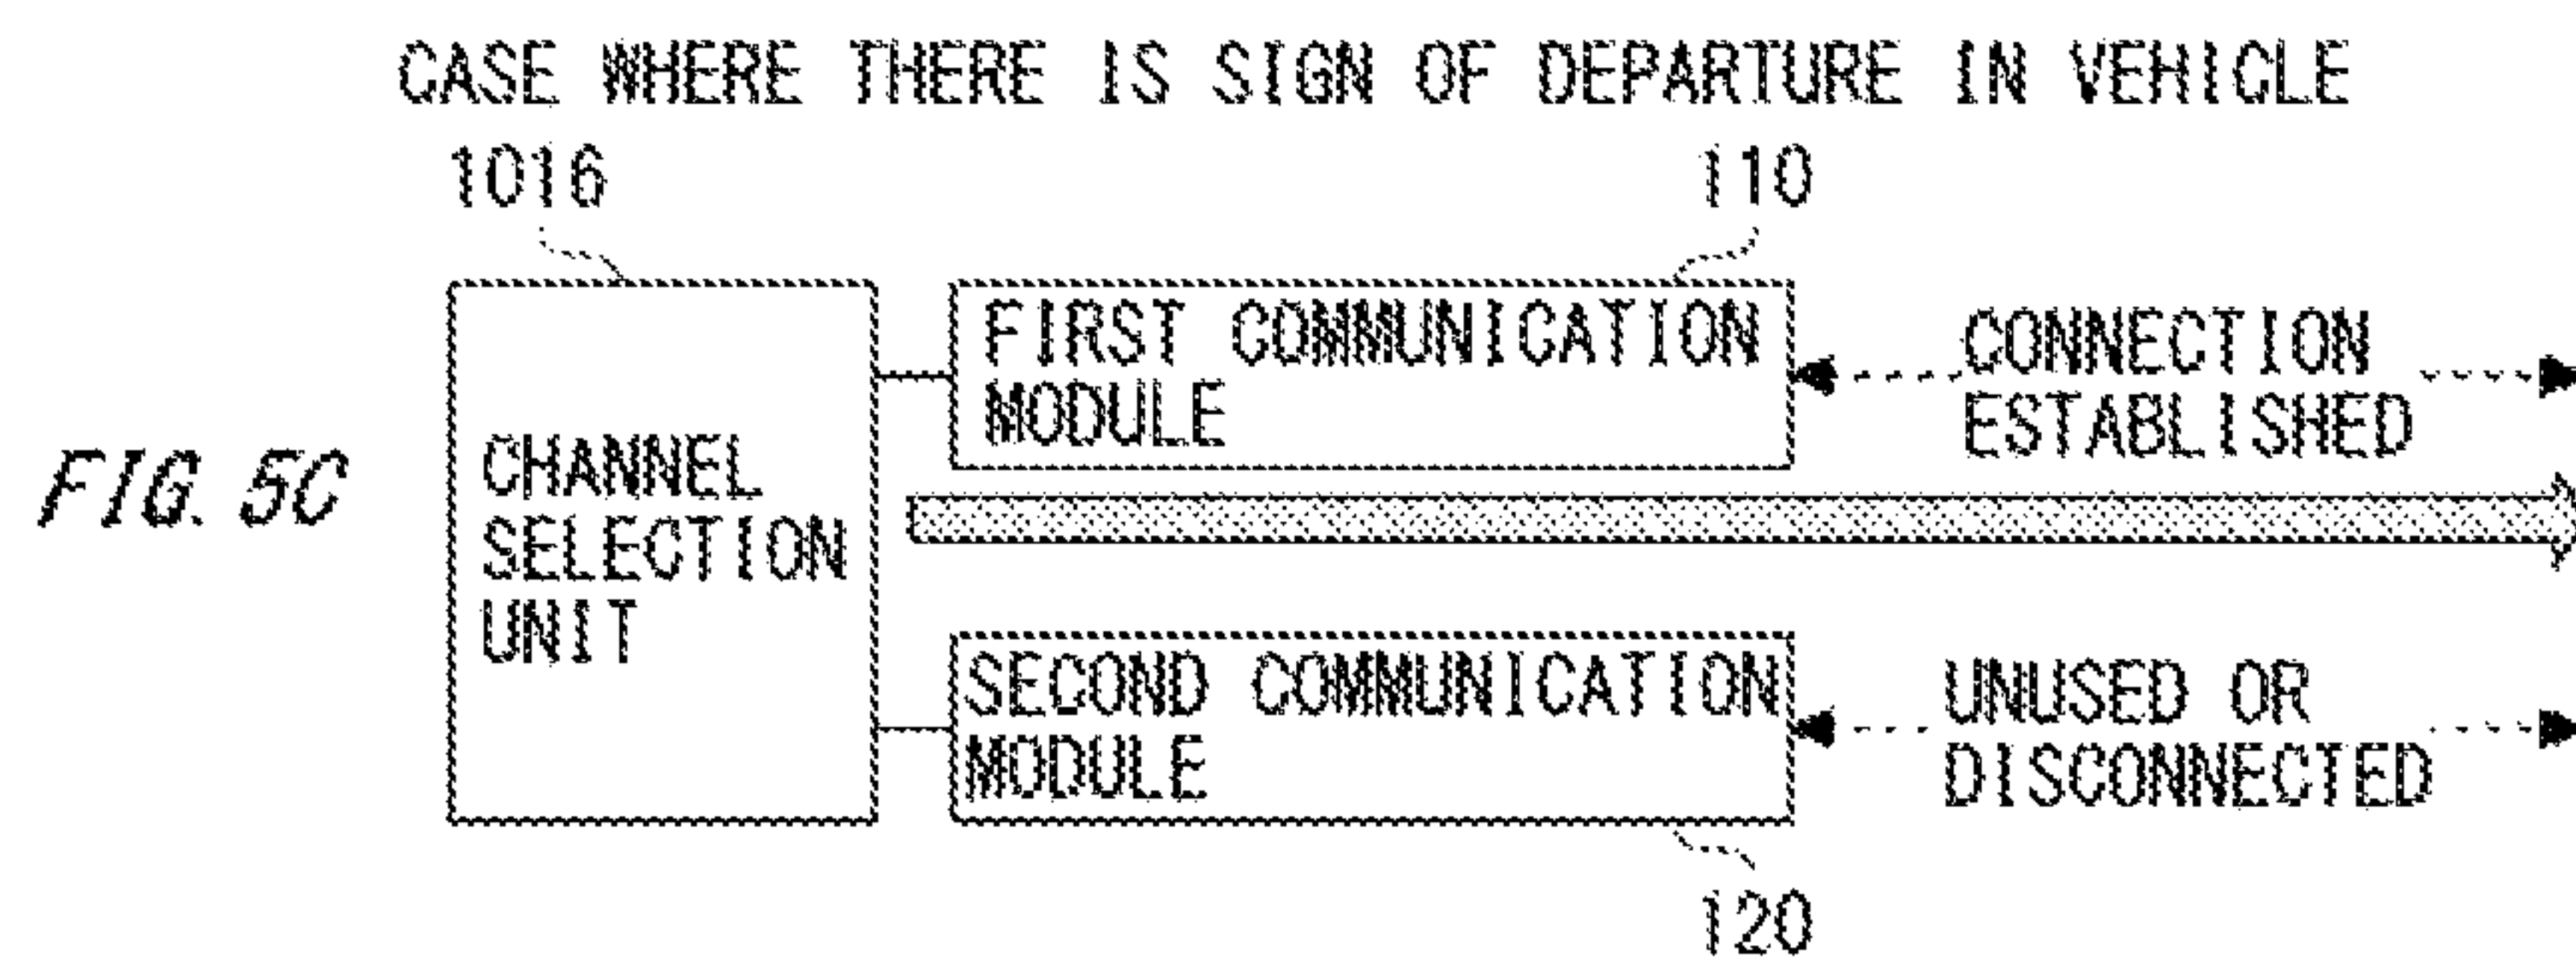 CASE WHERE THERE IS SIGN OF DEPARTURE IN VEHICLE
1016
110
FIRST COMMUNICATION
MODULE
CONNECTION
ESTABLISHED
FIG. 5C
CHANNEL
SELECTION
UNIT
SECOND COMMUNICATION
MODULE
UNUSED OR
DISCONNECTED
120